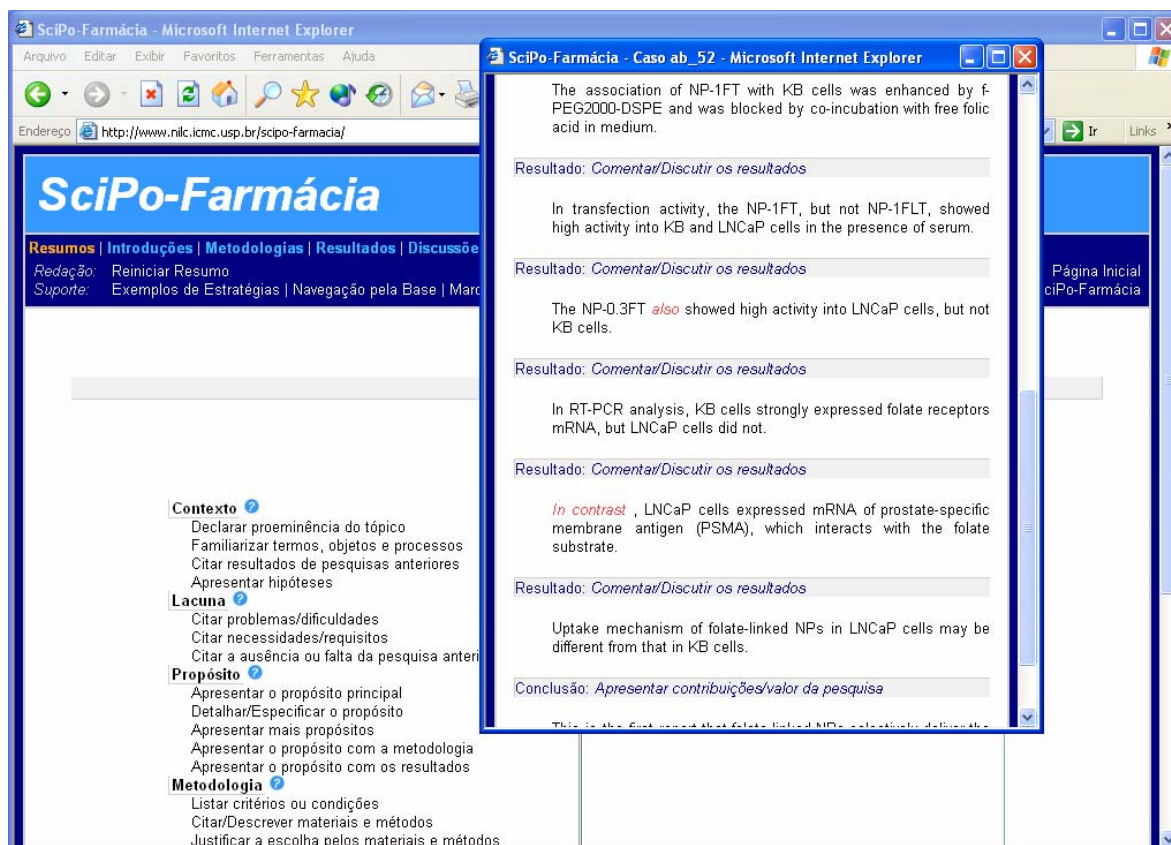 SciPo-Farmácia - Microsoft Internet Explorer
Arquivo Editar Exibir Favoritos Ferramentas Ajuda
Endereço http://www.nilc.icmc.usp.br/scipo-farmacia/
Ir Links
SciPo-Farmácia
Resumos | Introduções | Metodologias | Resultados | Discussõe
Redação: Reiniciar Resumo
Suporte: Exemplos de Estratégias | Navegação pela Base | Marc
Página Inicial
ciPo-Farmácia
Contexto
Declarar proeminência do tópico
Familiarizar termos, objetos e processos
Citar resultados de pesquisas anteriores
Apresentar hipóteses
Lacuna
Citar problemas/dificuldades
Citar necessidades/requisitos
Citar a ausência ou falta da pesquisa anteri
Propósito
Apresentar o propósito principal
Detalhar/Especificar o propósito
Apresentar mais propósitos
Apresentar o propósito com a metodologia
Apresentar o propósito com os resultados
Metodologia
Listar critérios ou condições
Citar/Descrever materiais e métodos
Justificar a escolha pelos materiais e métodos
SciPo-Farmácia - Caso ab_52 - Microsoft Internet Explorer
The association of NP-1FT with KB cells was enhanced by f-
PEG2000-DSPE and was blocked by co-incubation with free folic
acid in medium.
Resultado: Comentar/Discutir os resultados
In transfection activity, the NP-1FT, but not NP-1FLT, showed
high activity into KB and LNCaP cells in the presence of serum.
Resultado: Comentar/Discutir os resultados
The NP-0.3FT also showed high activity into LNCaP cells, but not
KB cells.
Resultado: Comentar/Discutir os resultados
In RT-PCR analysis, KB cells strongly expressed folate receptors
mRNA, but LNCaP cells did not.
Resultado: Comentar/Discutir os resultados
In contrast , LNCaP cells expressed mRNA of prostate-specific
membrane antigen (PSMA), which interacts with the folate
substrate.
Resultado: Comentar/Discutir os resultados
Uptake mechanism of folate-linked NPs in LNCaP cells may be
different from that in KB cells.
Conclusão: Apresentar contribuições/valor da pesquisa
This is the first report that folate-linked NPs selectively deliver the